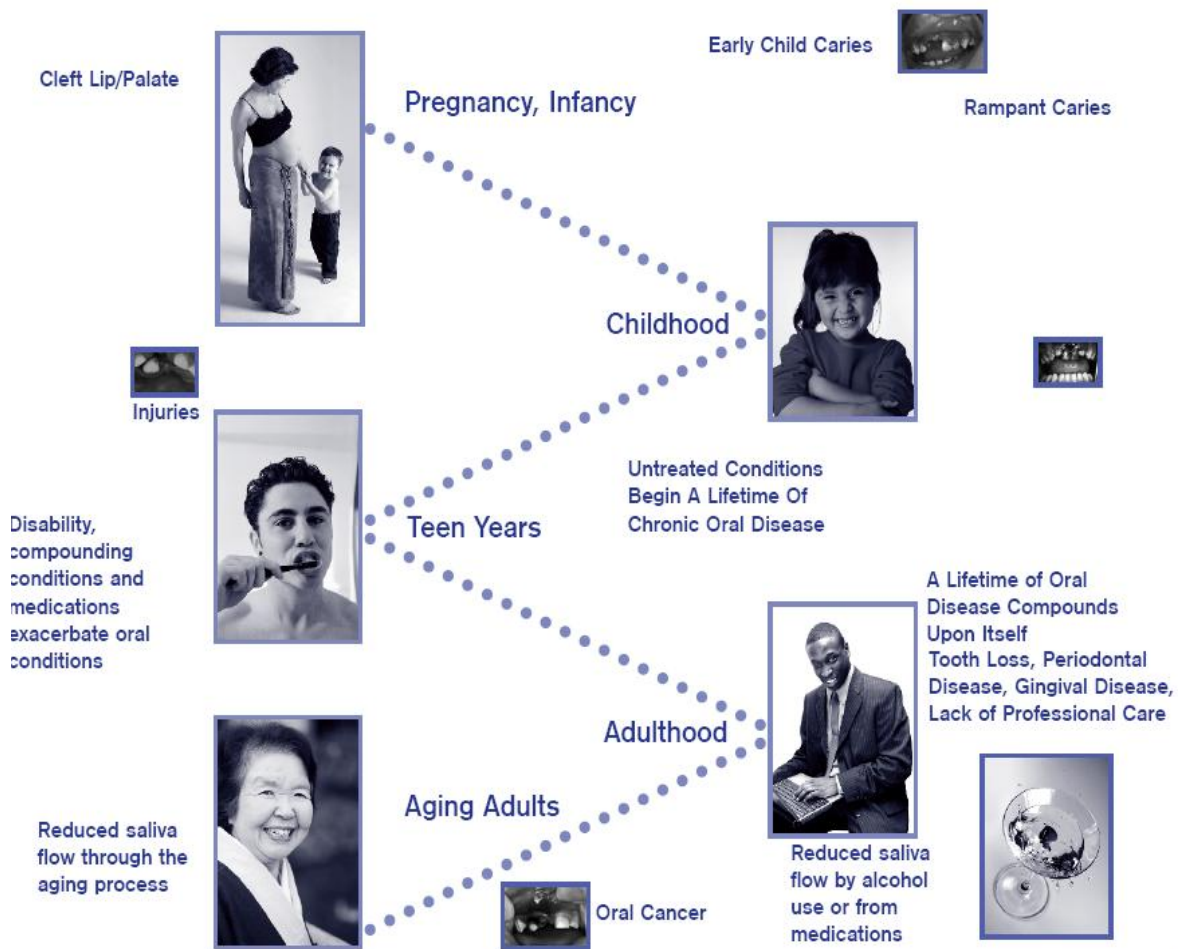 Cleft Lip/Palate
Pregnancy, Infancy
Early Child Caries
Rampant Caries
Childhood
Injuries
Untreated Conditions
Begin A Lifetime Of
Chronic Oral Disease
Teen Years
Disability,
compounding
conditions and
medications
exacerbate oral
conditions
A Lifetime of Oral
Disease Compounds
Upon Itself
Tooth Loss, Periodontal
Disease, Gingival Disease,
Lack of Professional Care
Adulthood
Aging Adults
Reduced saliva
flow through the
aging process
Oral Cancer
Reduced saliva
flow by alcohol
use or from
medications